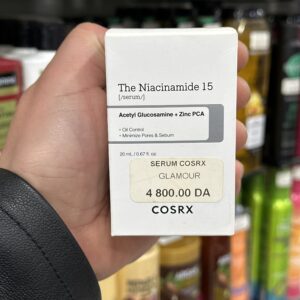 The Niacinamide 15
[/serum/]
Acetyl Glucosamine + Zinc PCA
• Oil Control
• Minimize Pores & Sebum
20 mL / 0.67 fl. oz
SERUM COSRX
GLAMOUR
4 800.00 DA
COSRX